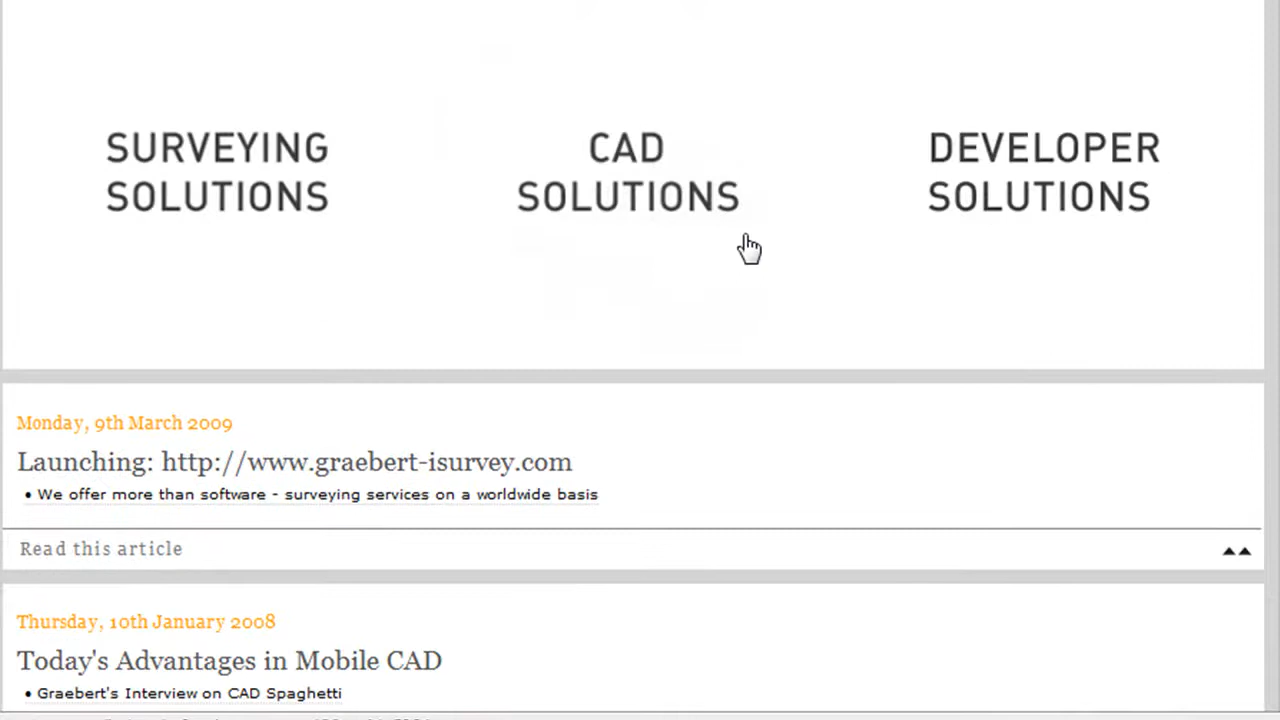 SURVEYING
SOLUTIONS
CAD
SOLUTIONS
DEVELOPER
SOLUTIONS
Monday, 9th March 2009
Launching: http://www.graebert-isurvey.com
• We offer more than software - surveying services on a worldwide basis
Read this article
Thursday, 10th January 2008
Today's Advantages in Mobile CAD
• Graebert's Interview on CAD Spaghetti